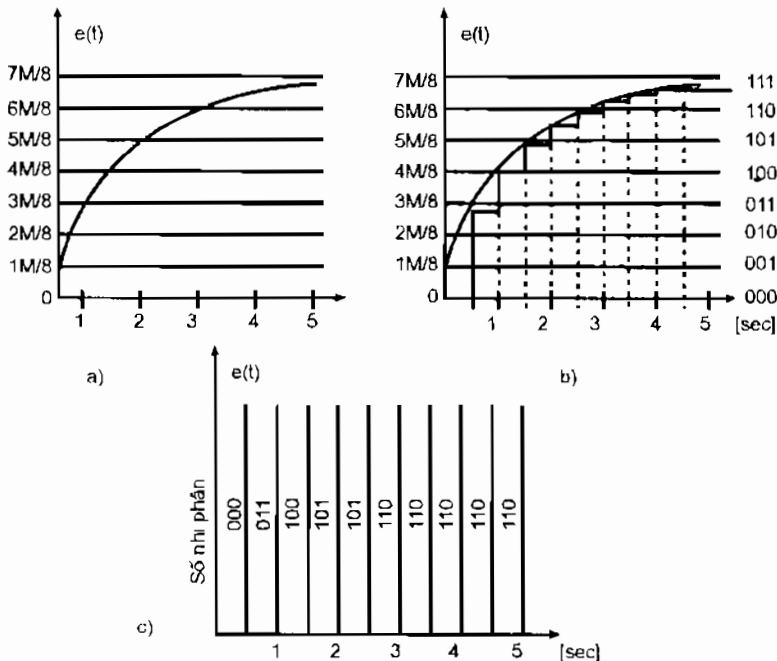 e(t)
7M/8
6M/8
5M/8
4M/8
3M/8
2M/8
1M/8
0
1 2 3 4 5
a)
e(t)
7M/8 111
6M/8 110
5M/8 101
4M/8 100
3M/8 011
2M/8 010
1M/8 001
0 000
1 2 3 4 5 [sec]
b)
e(t)
Số nhị phân
000 011 100 101 101 110 110 110 110 110
c)
1 2 3 4 5 [sec]